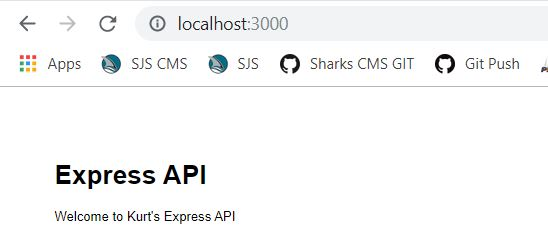 localhost:3000
Apps SJS CMS SJS Sharks CMS GIT Git Push
Express API
Welcome to Kurt's Express API